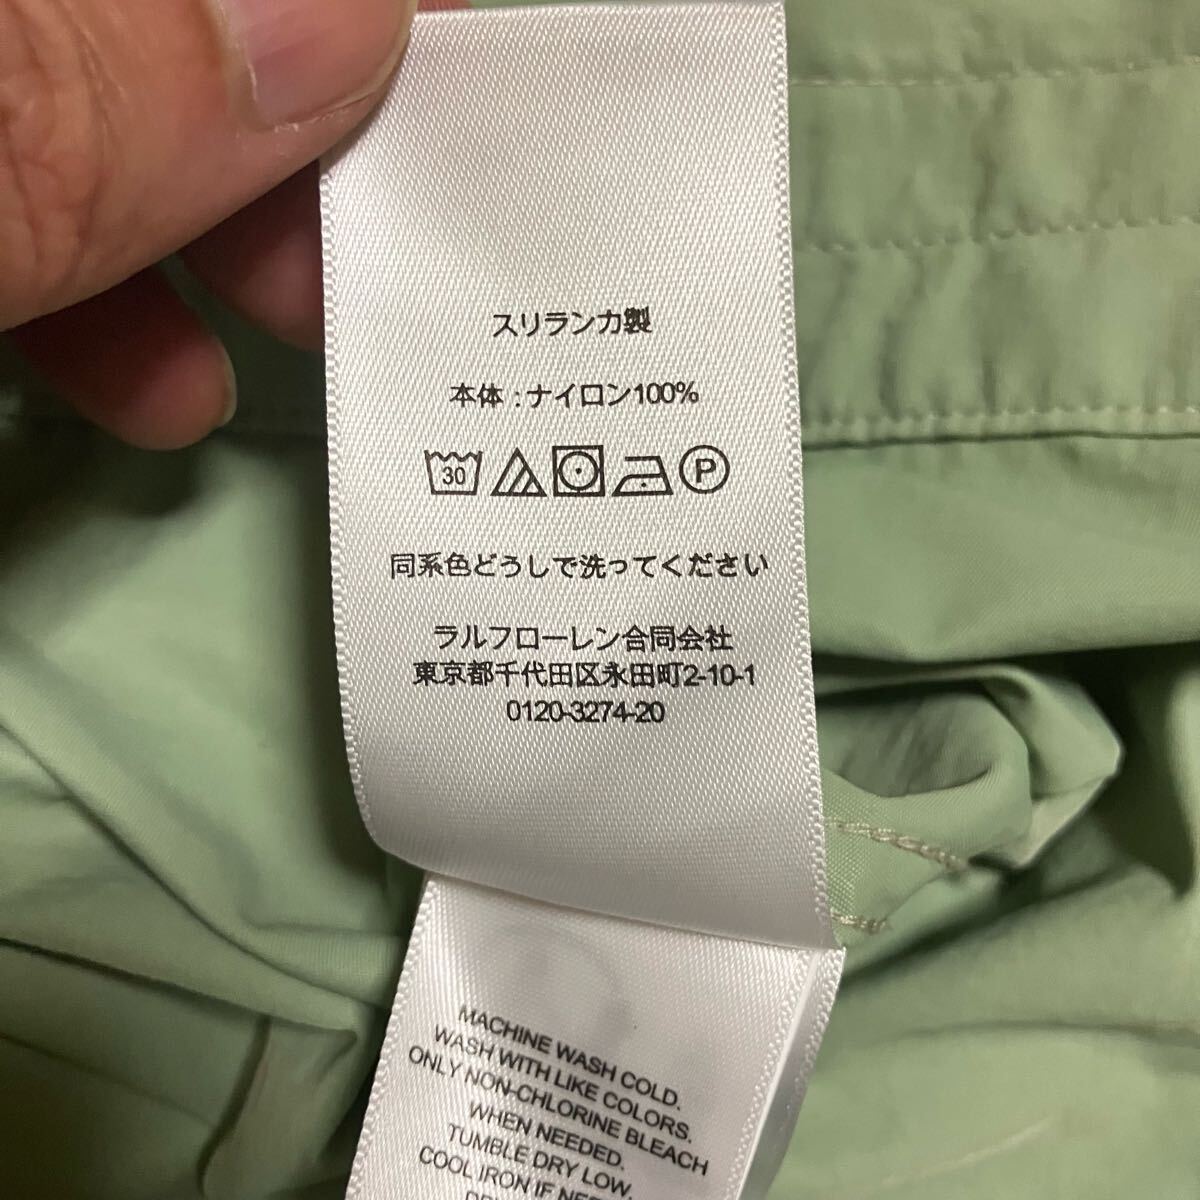 スリランカ製
本体:ナイロン100%
30 P
同系色どうしで洗ってください
ラルフローレン合同会社
東京都千代田区永田町2-10-1
0120-3274-20
MACHINE WASH COLD.
WASH WITH LIKE COLORS.
ONLY NON-CHLORINE BLEACH
WHEN NEEDED.
TUMBLE DRY LOW.
COOL IRON IF